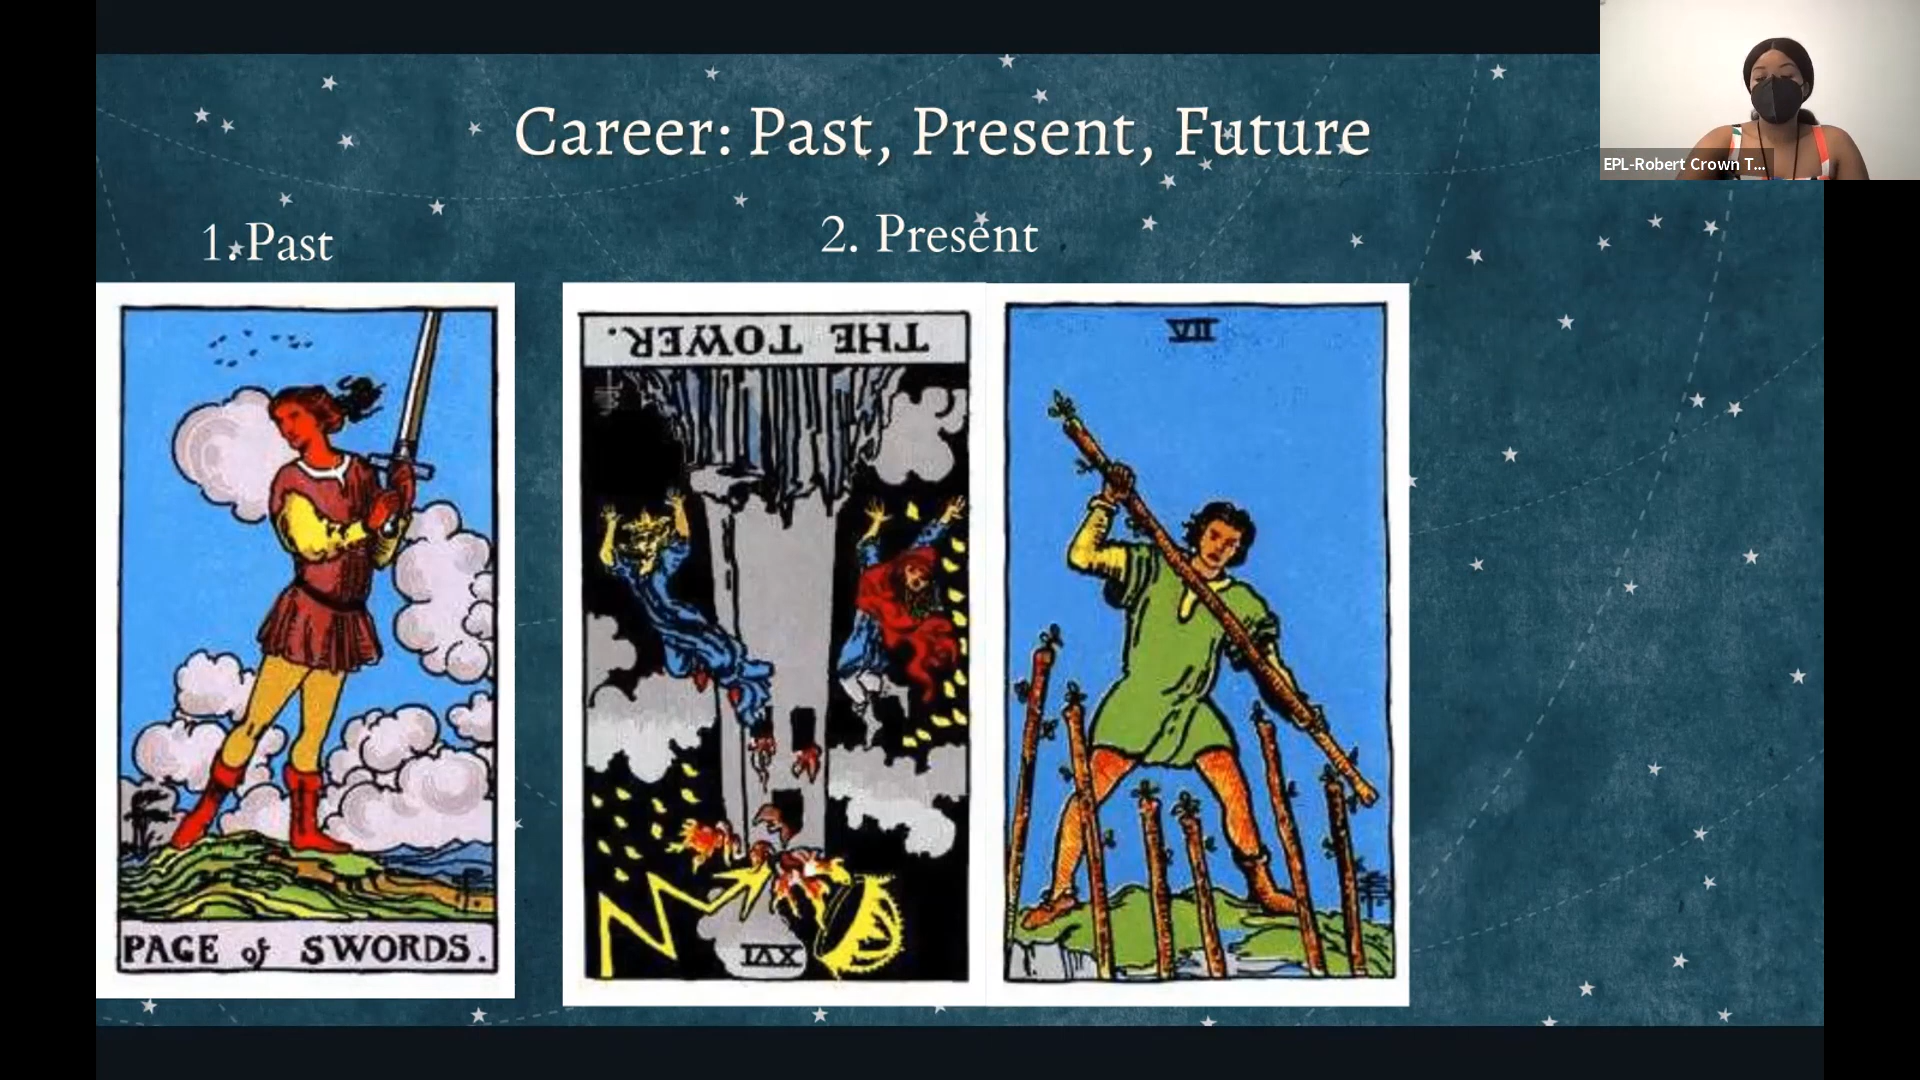 Career: Past, Present, Future
EPL-Robert Crown T...
1. Past
2. Present
THE TOWER.
VII
XVI
PAGE of SWORDS.